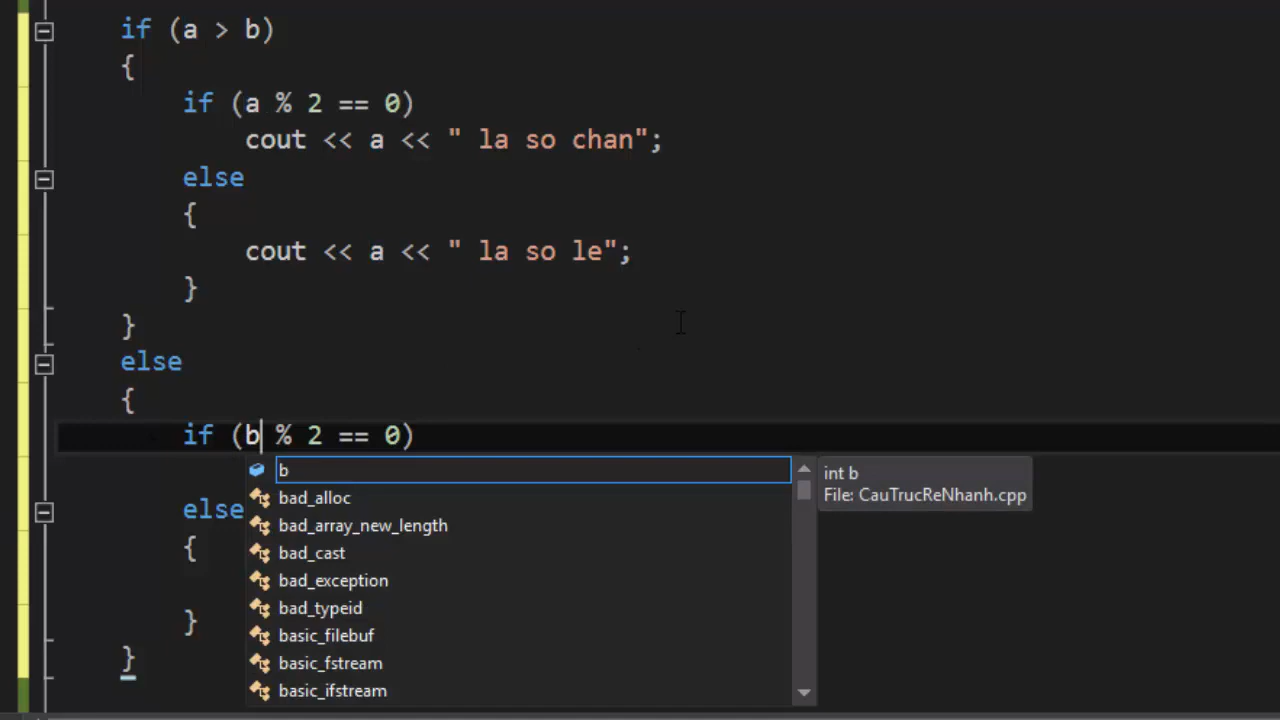 if (a > b)
{
if (a % 2 == 0)
cout << a << " la so chan";
else
{
cout << a << " la so le";
}
}
else
{
if (b % 2 == 0)
b
bad_alloc
bad_array_new_length
bad_cast
bad_exception
bad_typeid
basic_filebuf
basic_fstream
basic_ifstream
int b
File: CauTrucReNhanh.cpp
else
{
}
}